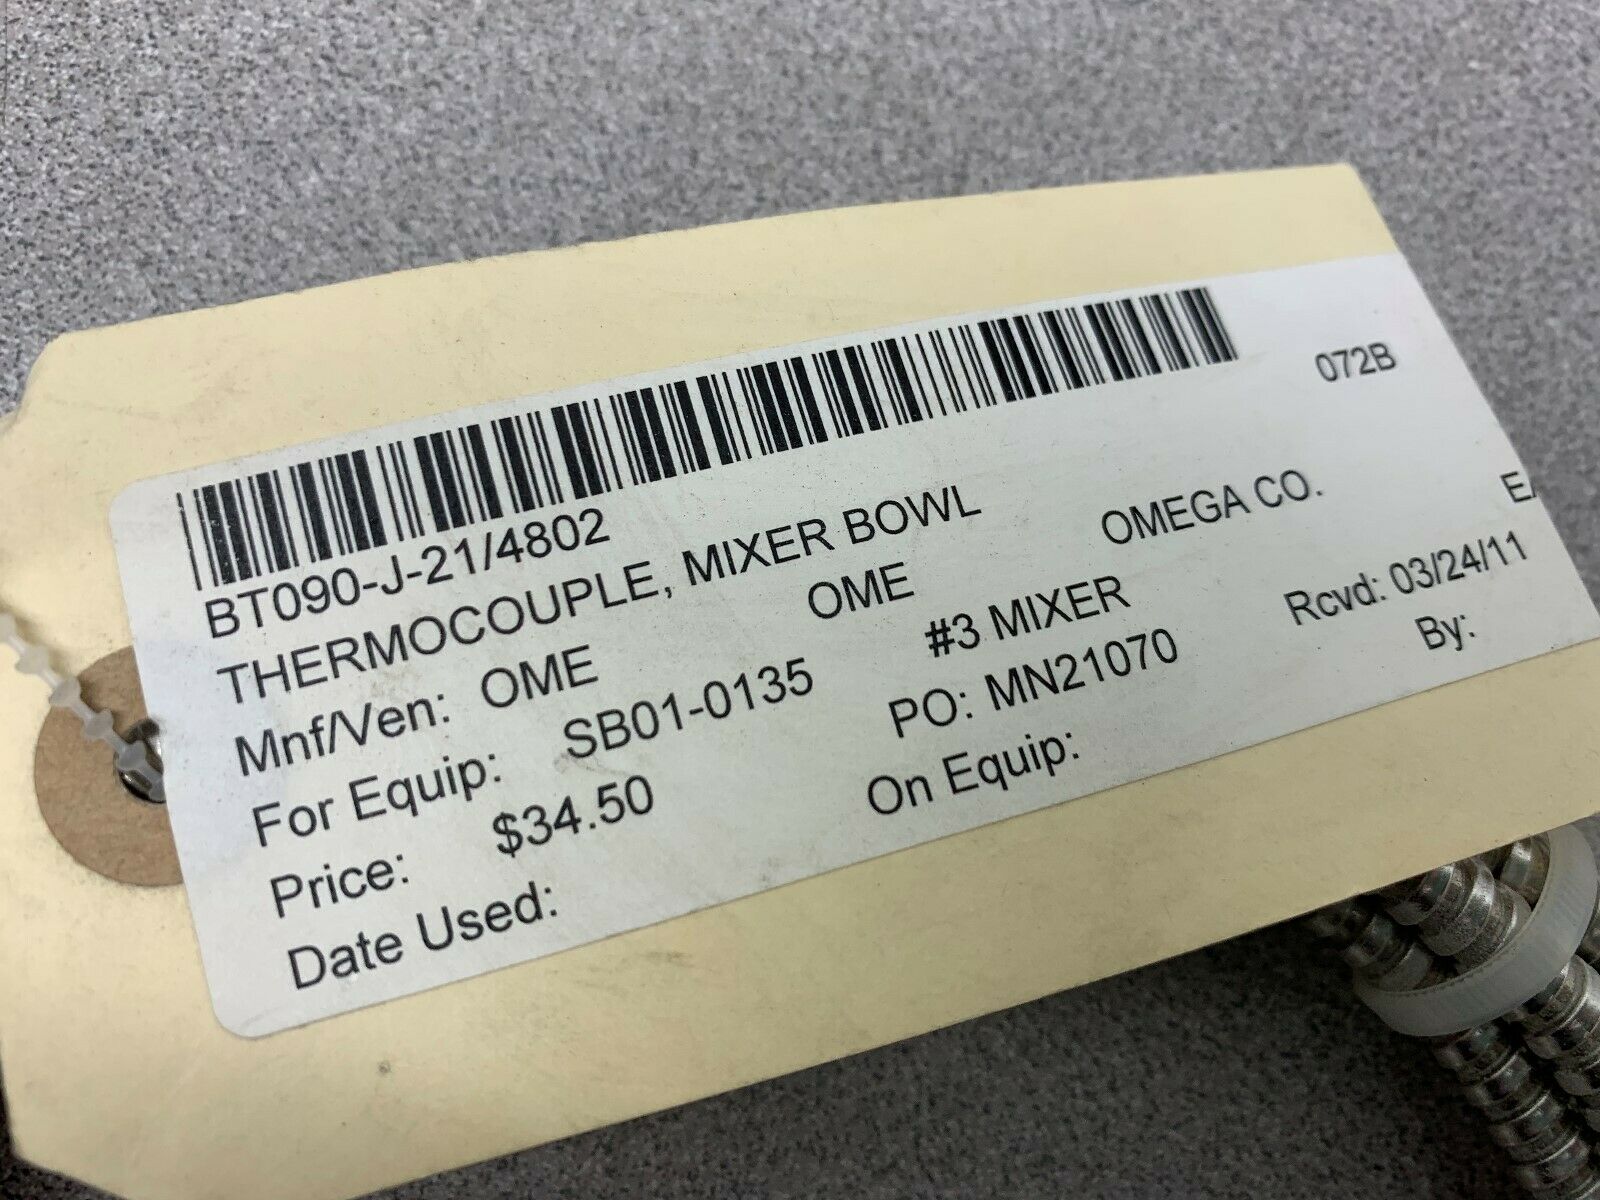 072B
BT090-J-21/4802
THERMOCOUPLE, MIXER BOWL
Mnf/Ven: OME OME OMEGA CO.
For Equip: SB01-0135 #3 MIXER
Price: $34.50 PO: MN21070 Rcvd: 03/24/11
Date Used: On Equip: By: